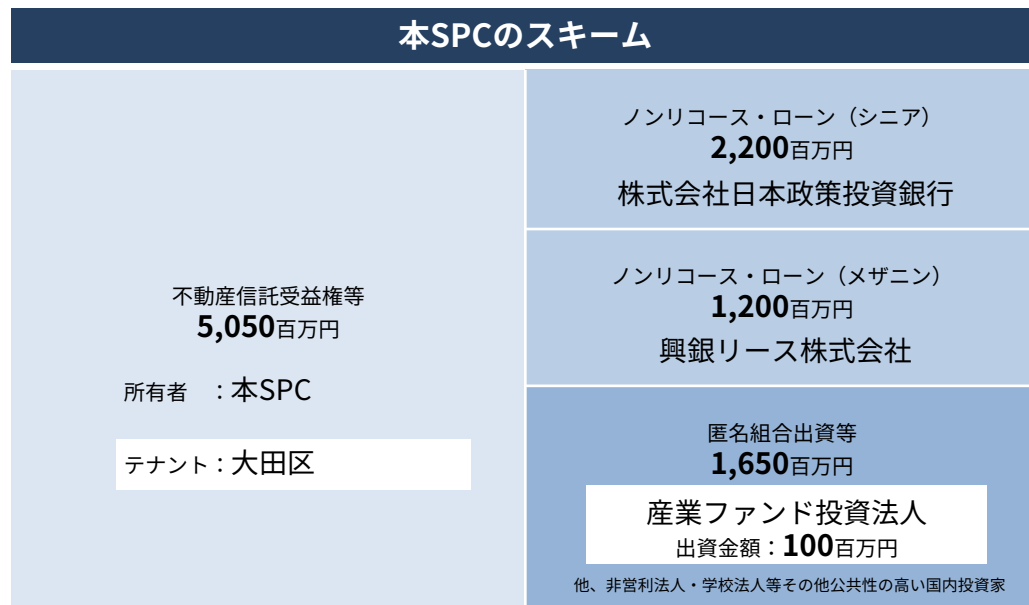 本SPCのスキーム
不動産信託受益権等
5,050百万円
所有者　：本SPC
テナント：大田区
ノンリコース・ローン（シニア）
2,200百万円
株式会社日本政策投資銀行
ノンリコース・ローン（メザニン）
1,200百万円
興銀リース株式会社
匿名組合出資等
1,650百万円
産業ファンド投資法人
出資金額：100百万円
他、非営利法人・学校法人等その他公共性の高い国内投資家